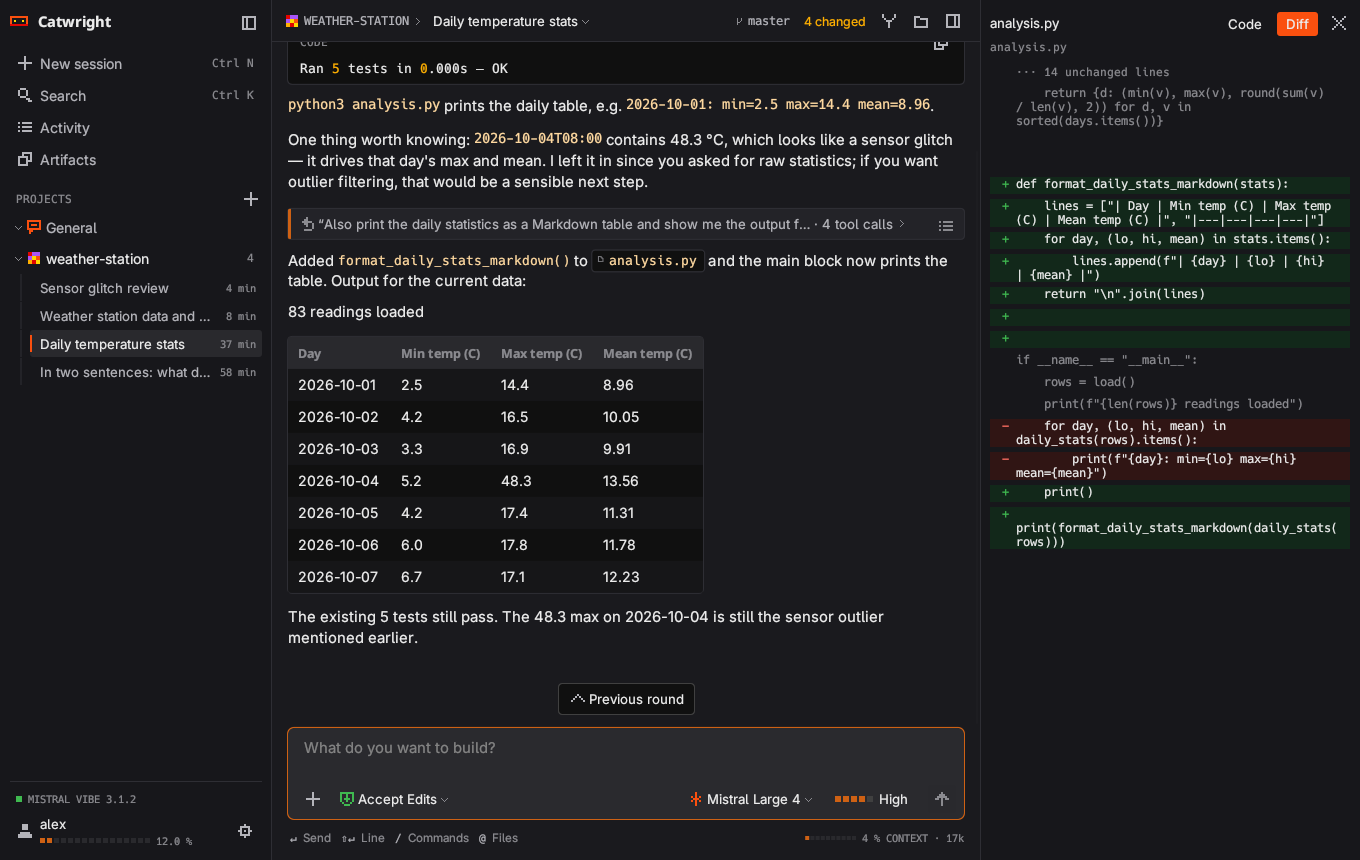 Catwright
New session Ctrl N
Search Ctrl K
Activity
Artifacts
PROJECTS
General
weather-station 4
Sensor glitch review 4 min
Weather station data and ... 8 min
Daily temperature stats 37 min
In two sentences: what d... 58 min
MISTRAL VIBE 3.1.2
alex
12.0 %
WEATHER-STATION > Daily temperature stats
master 4 changed
CODE
Ran 5 tests in 0.000s — OK
python3 analysis.py prints the daily table, e.g. 2026-10-01: min=2.5 max=14.4 mean=8.96.
One thing worth knowing: 2026-10-04T08:00 contains 48.3 °C, which looks like a sensor glitch
— it drives that day's max and mean. I left it in since you asked for raw statistics; if you want
outlier filtering, that would be a sensible next step.
“Also print the daily statistics as a Markdown table and show me the output f... · 4 tool calls >
Added format_daily_stats_markdown() to analysis.py and the main block now prints the
table. Output for the current data:
83 readings loaded
Day Min temp (C) Max temp (C) Mean temp (C)
2026-10-01 2.5 14.4 8.96
2026-10-02 4.2 16.5 10.05
2026-10-03 3.3 16.9 9.91
2026-10-04 5.2 48.3 13.56
2026-10-05 4.2 17.4 11.31
2026-10-06 6.0 17.8 11.78
2026-10-07 6.7 17.1 12.23
The existing 5 tests still pass. The 48.3 max on 2026-10-04 is still the sensor outlier
mentioned earlier.
Previous round
What do you want to build?
Accept Edits
Mistral Large 4
High
Send Line / Commands @ Files
4 % CONTEXT · 17k
analysis.py
Code Diff
analysis.py
··· 14 unchanged lines
return {d: (min(v), max(v), round(sum(v)
/ len(v), 2)) for d, v in
sorted(days.items())}
+ def format_daily_stats_markdown(stats):
+ lines = ["| Day | Min temp (C) | Max temp
(C) | Mean temp (C) |", "|---|---|---|---|"]
+ for day, (lo, hi, mean) in stats.items():
+ lines.append(f"| {day} | {lo} | {hi}
| {mean} |")
+ return "\n".join(lines)
+
+
if __name__ == "__main__":
rows = load()
print(f"{len(rows)} readings loaded")
− for day, (lo, hi, mean) in
daily_stats(rows).items():
− print(f"{day}: min={lo} max={hi}
mean={mean}")
+ print()
+
print(format_daily_stats_markdown(daily_stats(
rows)))